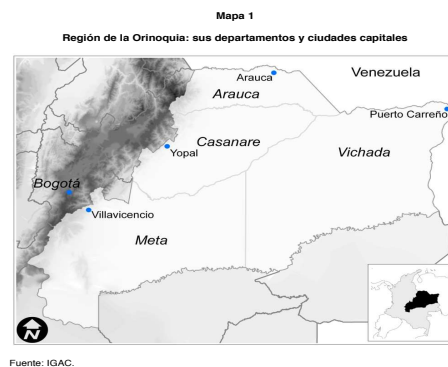 Mapa 1
Región de la Orinoquia: sus departamentos y ciudades capitales
Venezuela
Arauca
Arauca
Puerto Carreño
Casanare
Yopal
Vichada
Bogotá
Villavicencio
Meta
N
Fuente: IGAC.